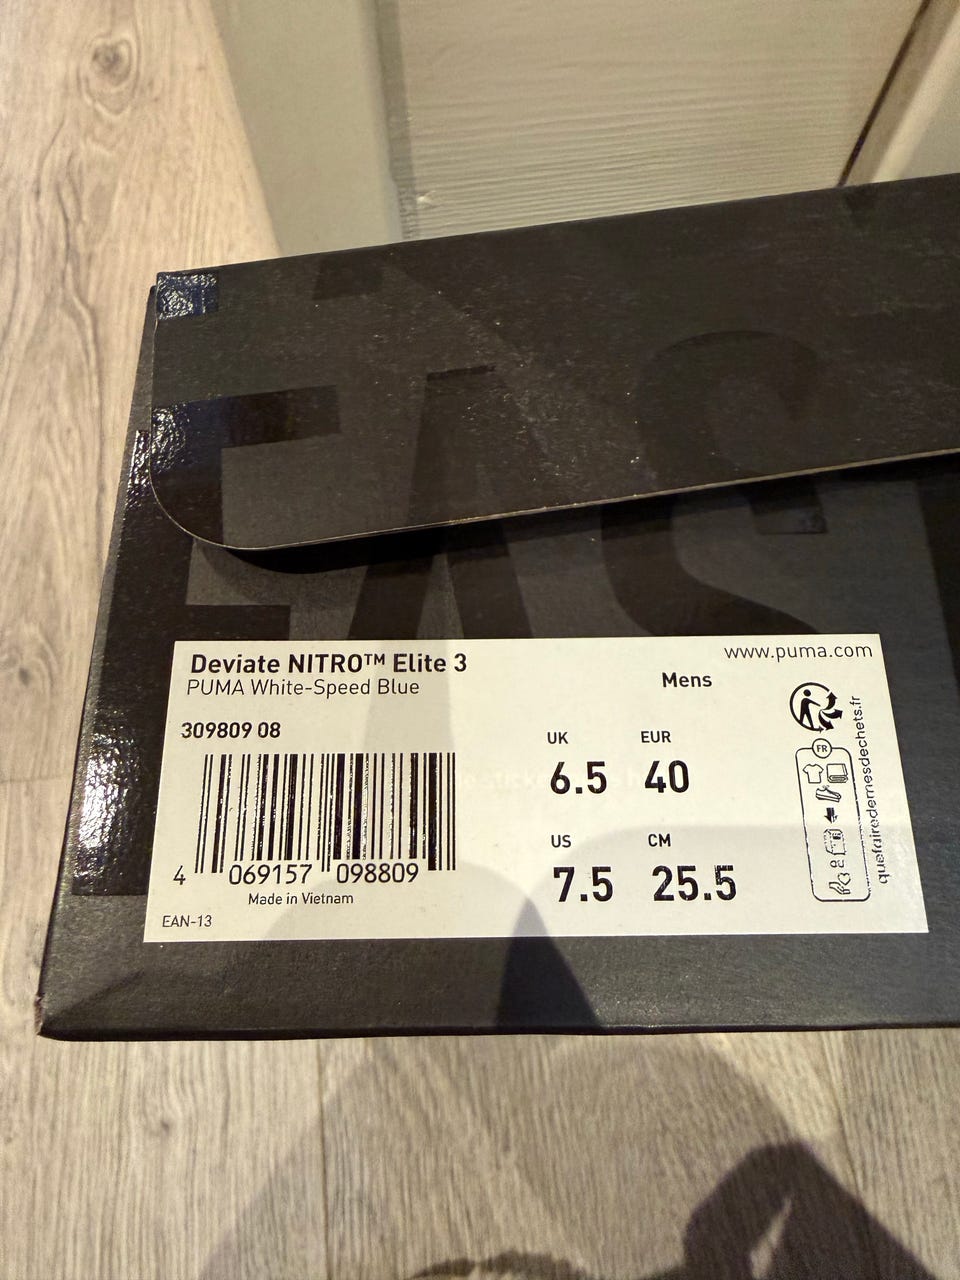 FAS
Deviate NITRO™ Elite 3
PUMA White-Speed Blue
309809 08
4 069157 098809
Made in Vietnam
EAN-13
www.puma.com
Mens
UK EUR
6.5 40
US CM
7.5 25.5
FR
quefairedemesdechets.fr